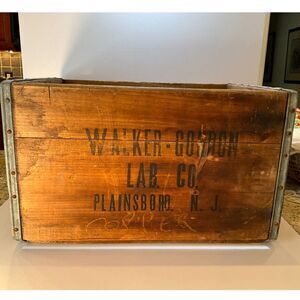 WALKER-GORDON
LAB. CO.
PLAINSBORO, N. J.